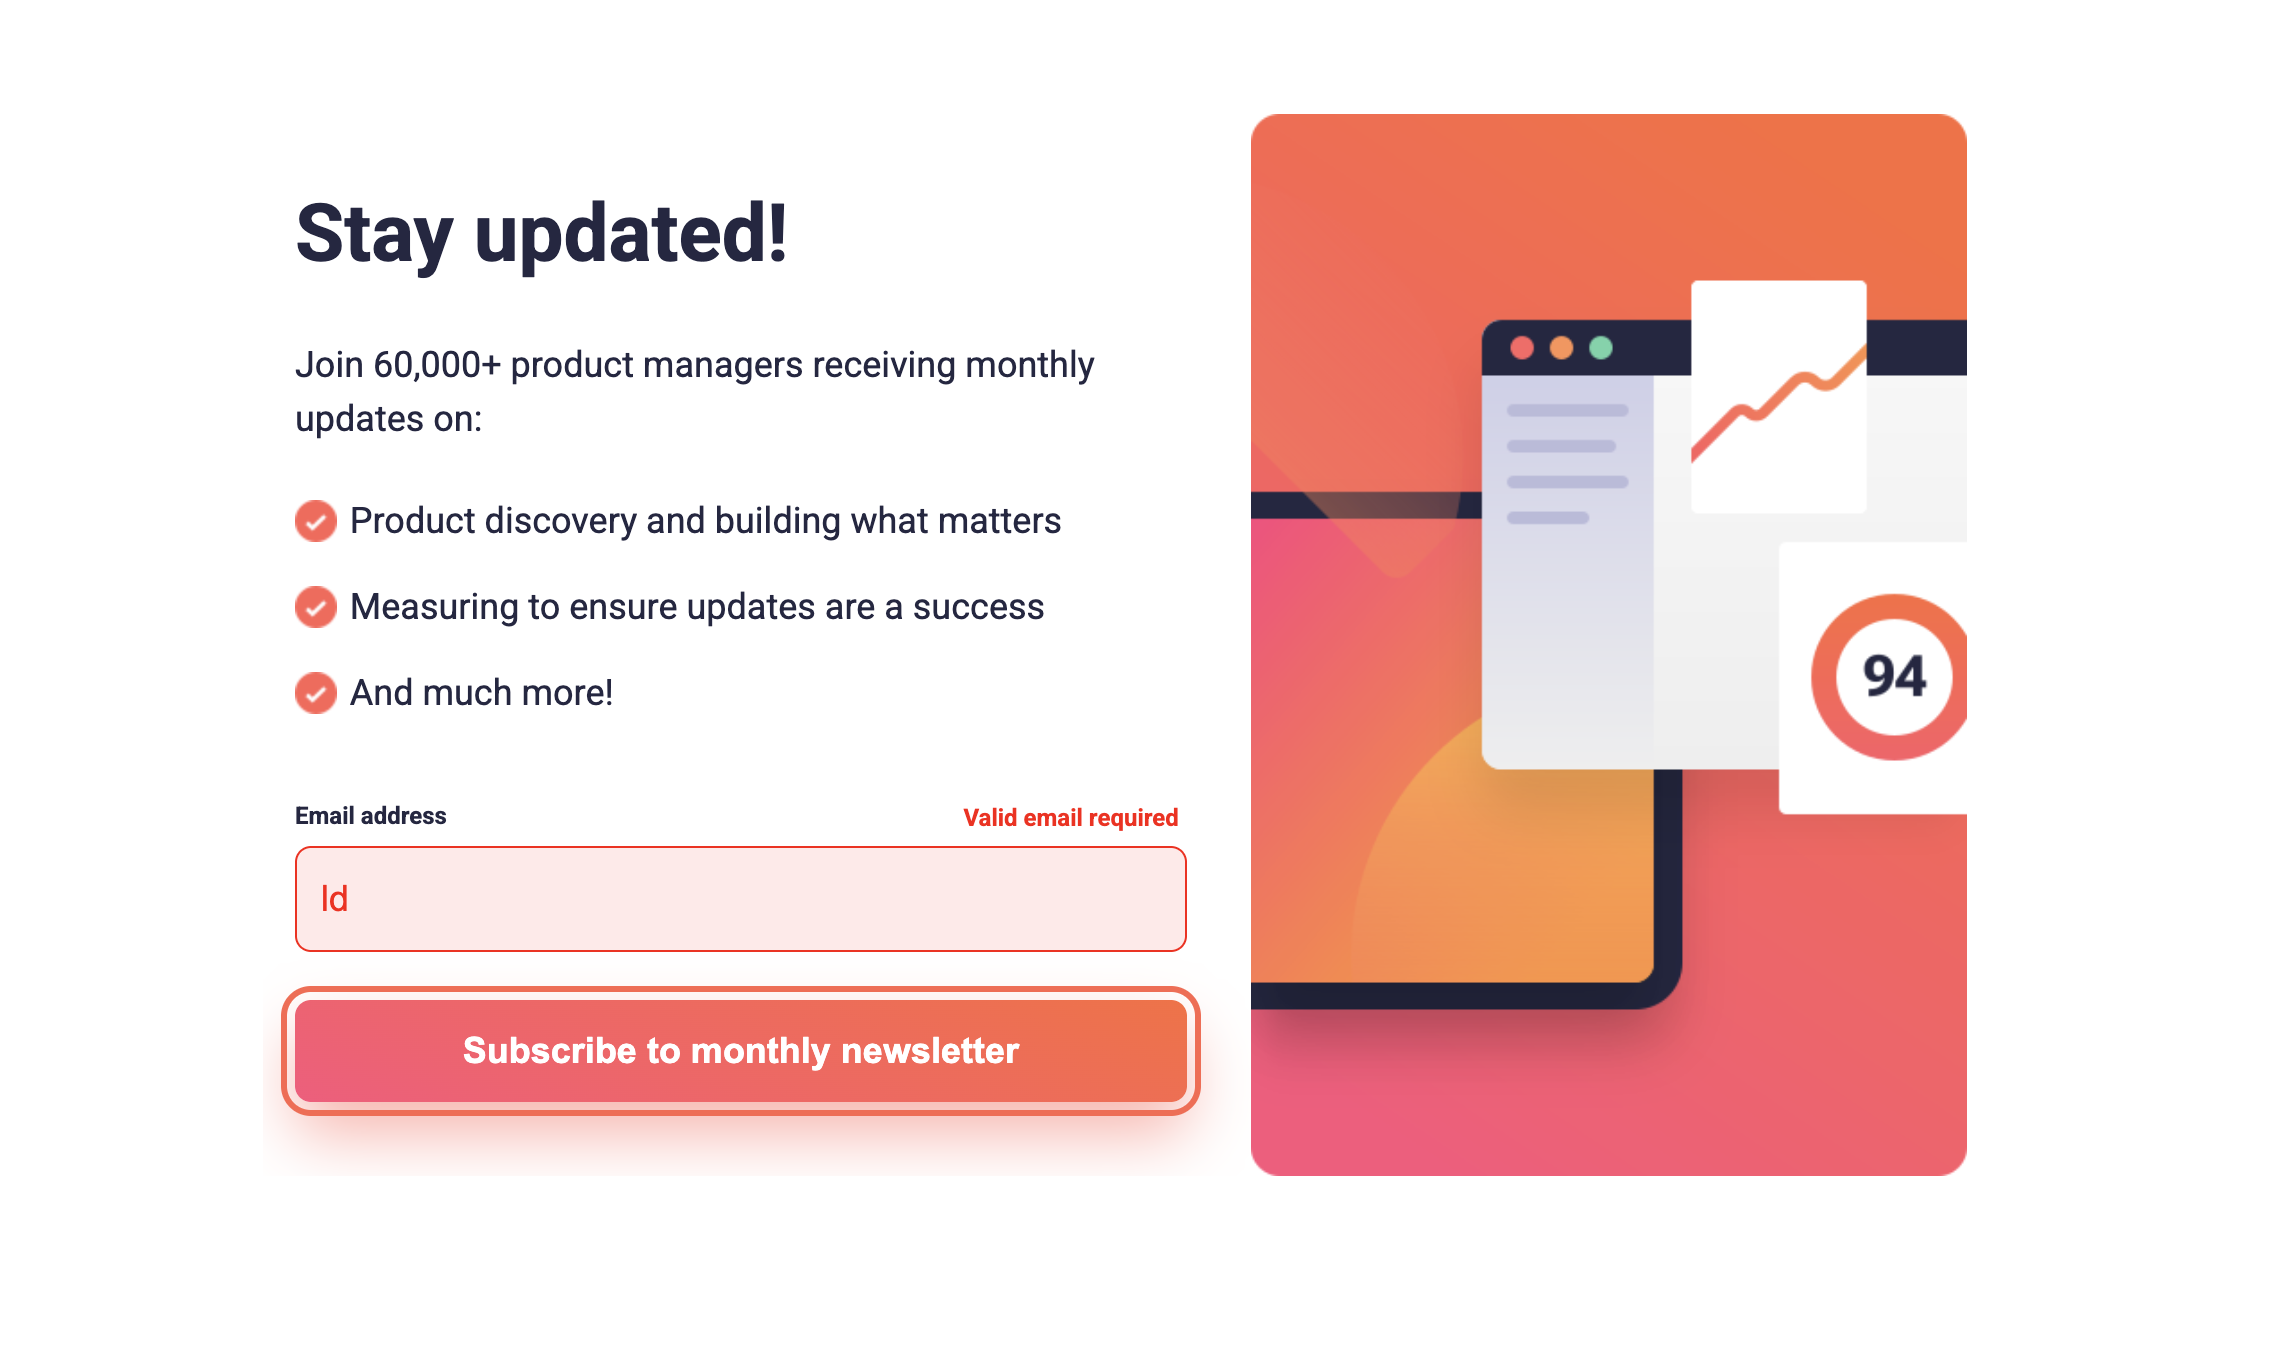 Stay updated!
Join 60,000+ product managers receiving monthly
updates on:
Product discovery and building what matters
Measuring to ensure updates are a success
And much more!
Email address
Valid email required
ld
Subscribe to monthly newsletter
94